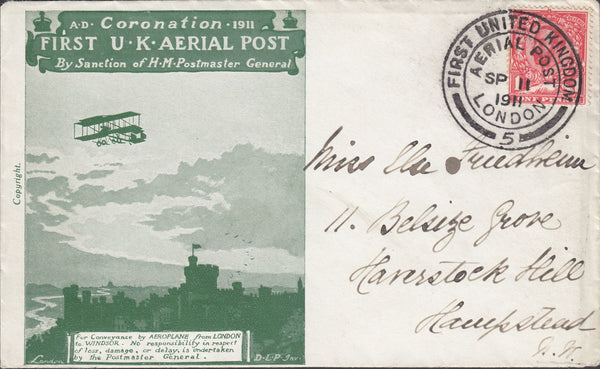 A·D· Coronation · 1911
FIRST U·K·AERIAL POST
By Sanction of H·M·Postmaster General
Copyright.
For Conveyance by AEROPLANE from LONDON
to WINDSOR. No responsibility in respect
of loss, damage, or delay, is undertaken
by the Postmaster General.
London
D·L·P Inv.
FIRST UNITED KINGDOM
AERIAL POST
SP 11
1911
LONDON
5
Miss Else Friedheim
11. Belsize Grove
Haverstock Hill
Hampstead
N. W.